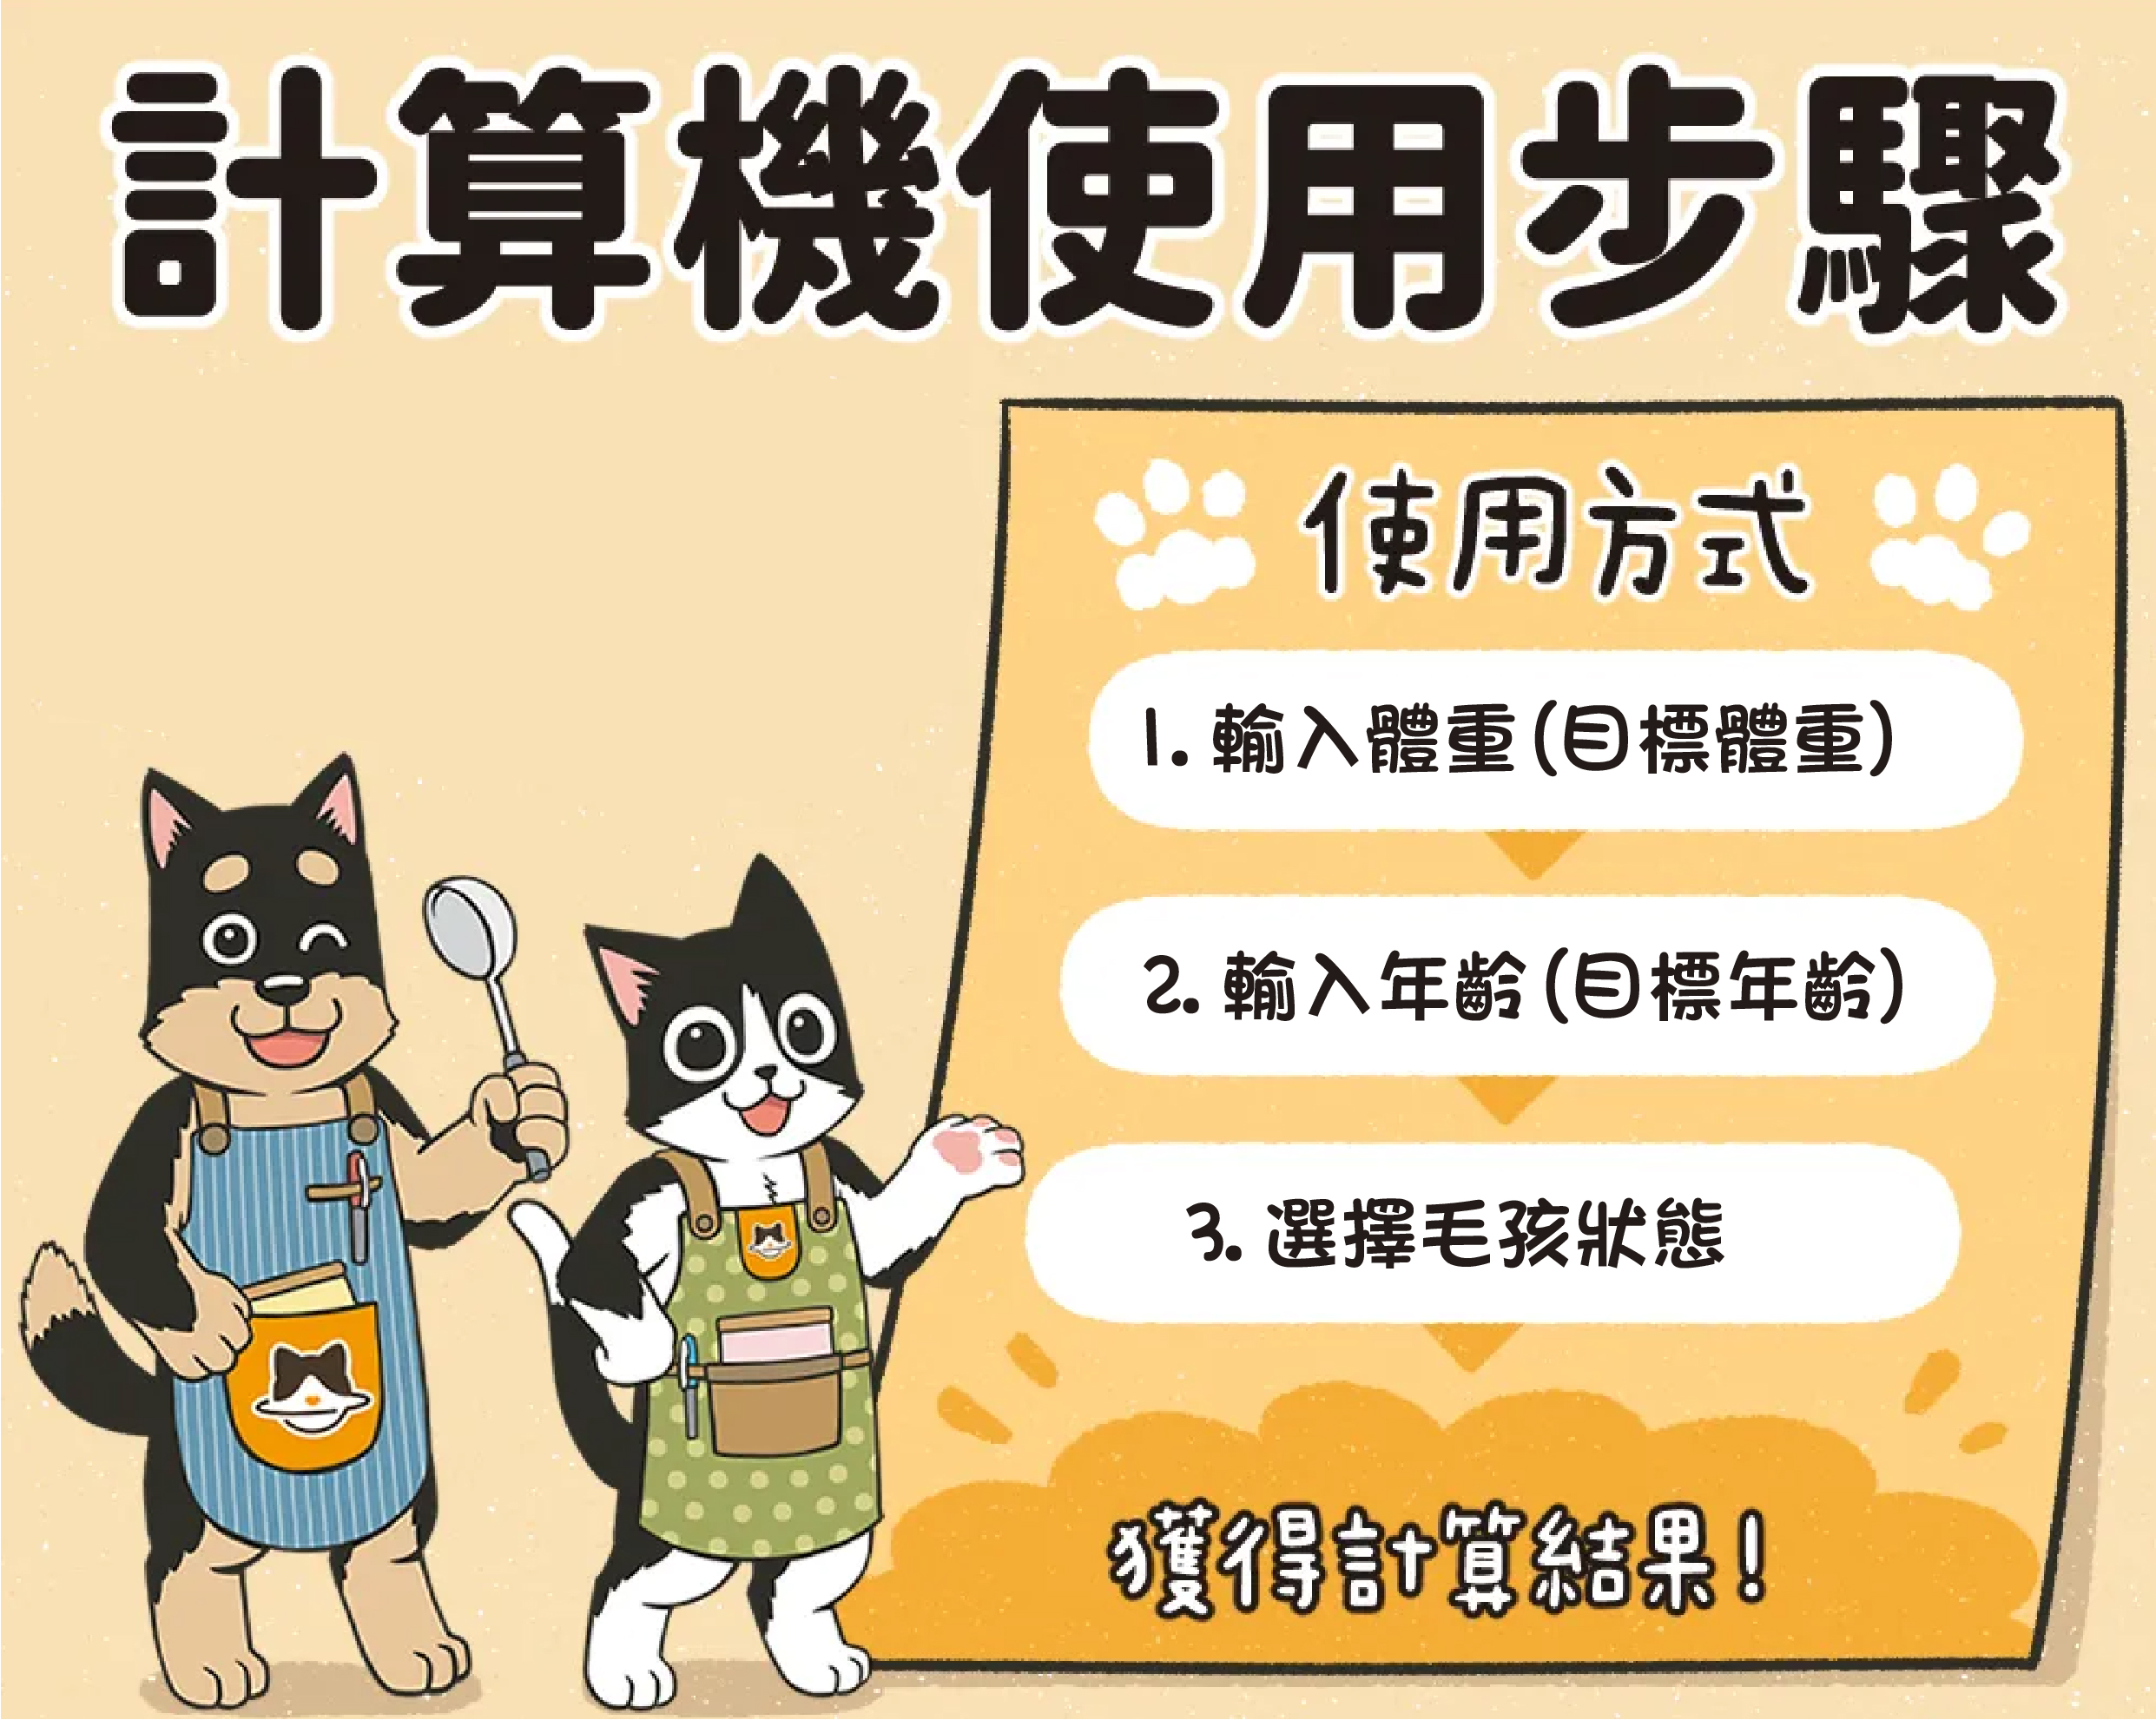 計算機使用步驟
使用方式
1. 輸入體重(目標體重)
2. 輸入年齡(目標年齡)
3. 選擇毛孩狀態
獲得計算結果!